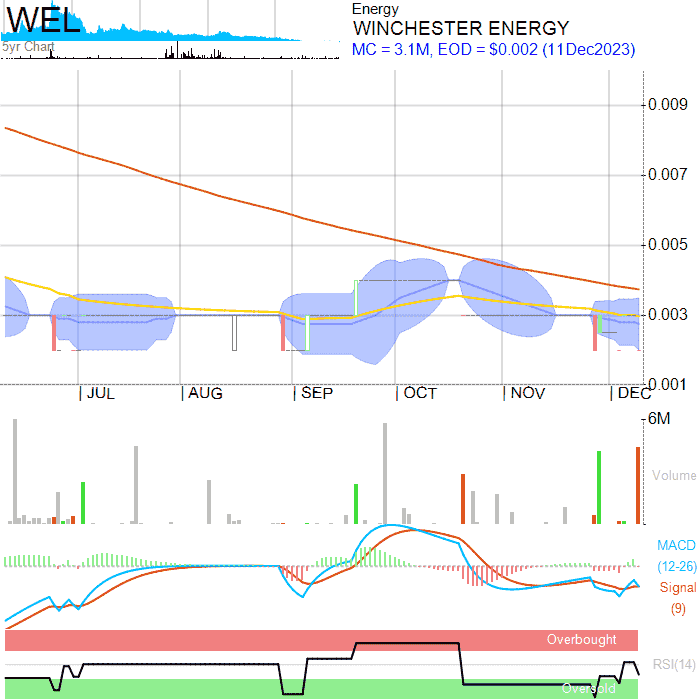 WEL
5yr Chart
Energy
WINCHESTER ENERGY
MC = 3.1M, EOD = $0.002 (11Dec2023)
0.009
0.007
0.005
0.003
0.001
JUL AUG SEP OCT NOV DEC
6M
Volume
MACD
(12-26)
Signal
(9)
Overbought
RSI(14)
Oversold